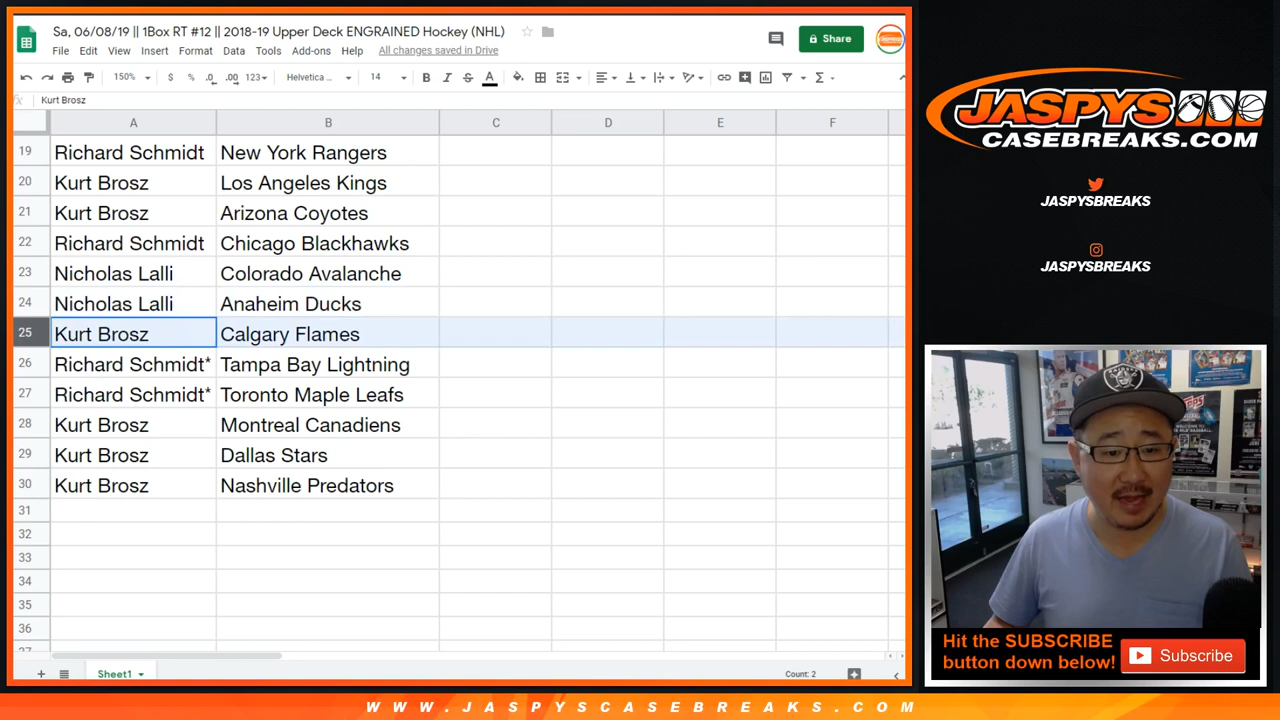 Sa, 06/08/19 || 1Box RT #12 || 2018-19 Upper Deck ENGRAINED Hockey (NHL)
File Edit View Insert Format Data Tools Add-ons Help All changes saved in Drive
Share
150% $ % .0 .00 123 Helvetica ... 14 B I S A
fx Kurt Brosz
A B C D E F
19 Richard Schmidt New York Rangers
20 Kurt Brosz Los Angeles Kings
21 Kurt Brosz Arizona Coyotes
22 Richard Schmidt Chicago Blackhawks
23 Nicholas Lalli Colorado Avalanche
24 Nicholas Lalli Anaheim Ducks
25 Kurt Brosz Calgary Flames
26 Richard Schmidt* Tampa Bay Lightning
27 Richard Schmidt* Toronto Maple Leafs
28 Kurt Brosz Montreal Canadiens
29 Kurt Brosz Dallas Stars
30 Kurt Brosz Nashville Predators
31
32
33
34
35
36
Sheet1
Count: 2
JASPYS
CASEBREAKS.COM
JASPYSBREAKS
JASPYSBREAKS
Hit the SUBSCRIBE
button down below!
Subscribe
WWW.JASPYSCASEBREAKS.COM